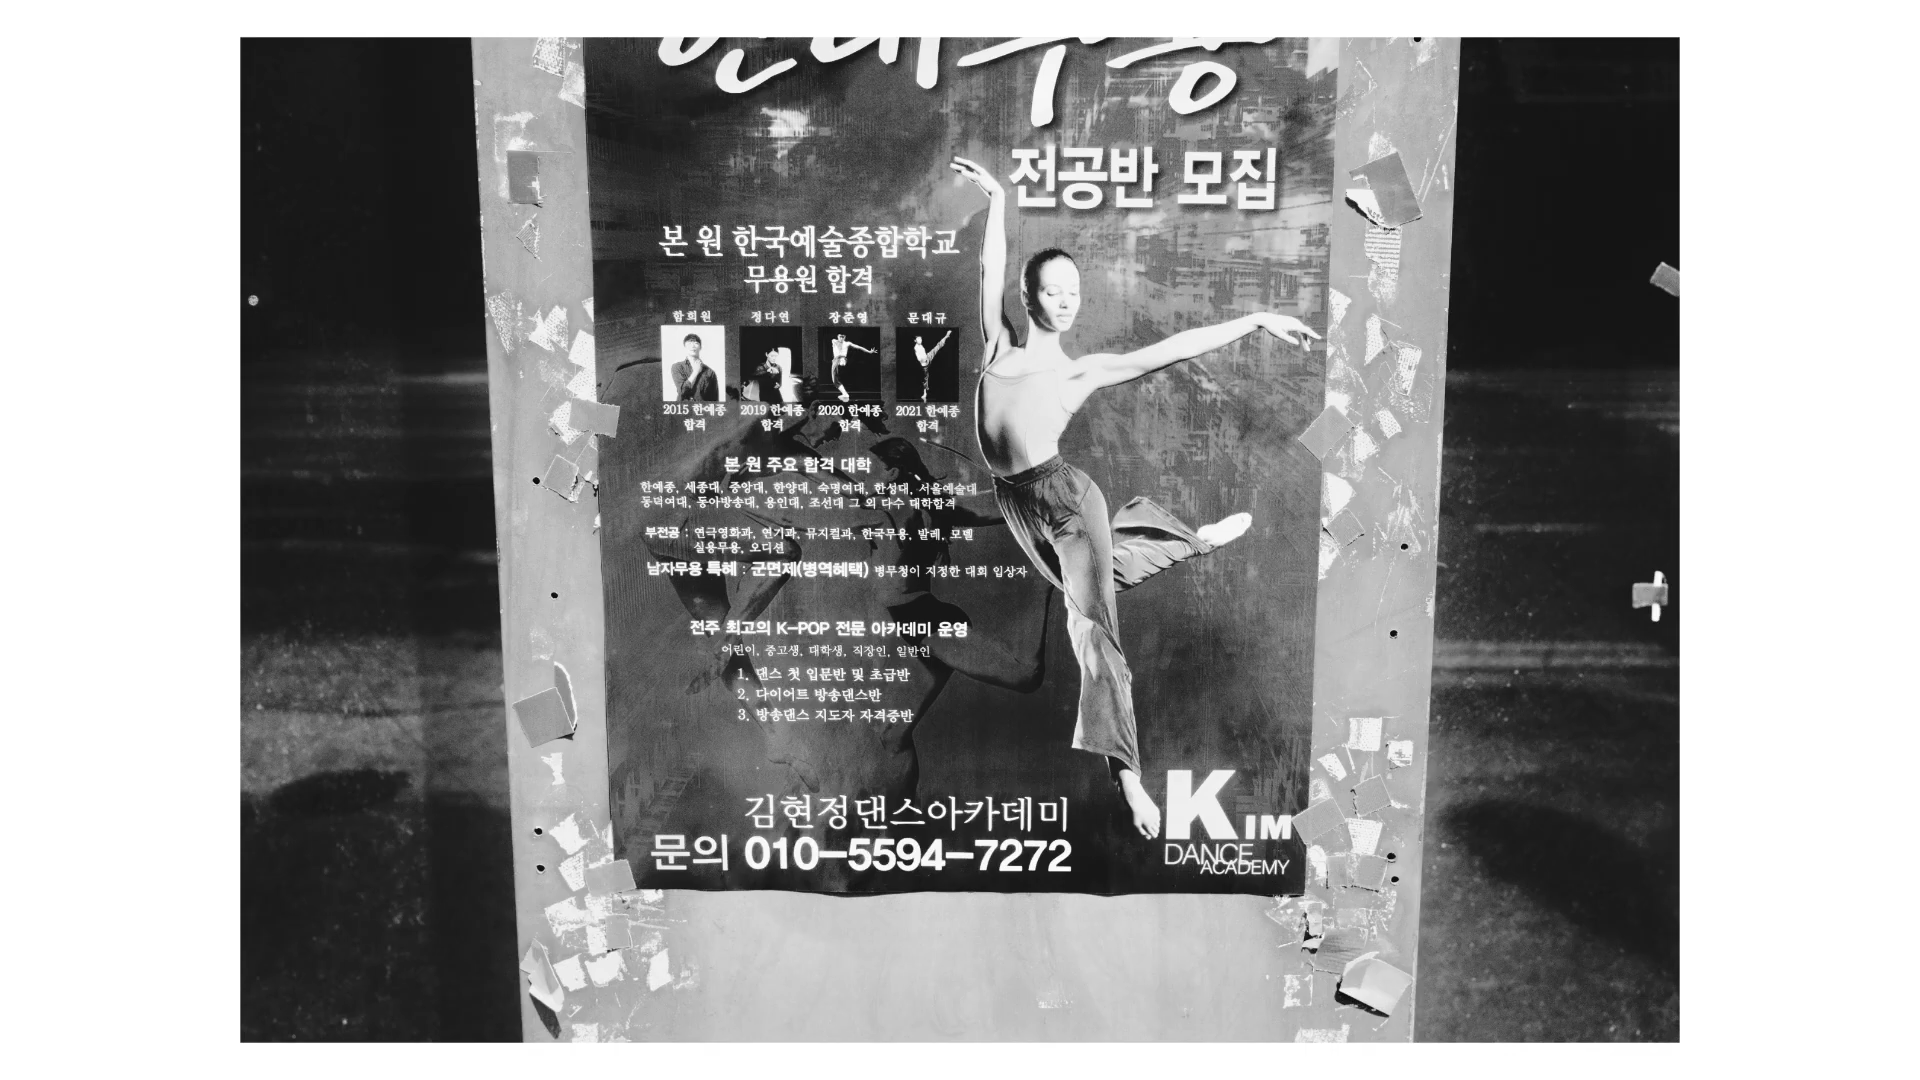 현대무용
전공반 모집
본 원 한국예술종합학교
무용원 합격
함희원 정다연 장준영 문대규
2015 한예종 2019 한예종 2020 한예종 2021 한예종
합격 합격 합격 합격
본 원 주요 합격 대학
한예종, 세종대, 중앙대, 한양대, 숙명여대, 한성대, 서울예술대
동덕여대, 동아방송대, 용인대, 조선대 그 외 다수 대학합격
부전공 : 연극영화과, 연기과, 뮤지컬과, 한국무용, 발레, 모델
실용무용, 오디션
남자무용 특혜 : 군면제(병역혜택) 병무청이 지정한 대회 입상자
전주 최고의 K-POP 전문 아카데미 운영
어린이, 중고생, 대학생, 직장인, 일반인
1. 댄스 첫 입문반 및 초급반
2. 다이어트 방송댄스반
3. 방송댄스 지도자 자격증반
김현정댄스아카데미
문의 010-5594-7272
KIM
DANCE
ACADEMY